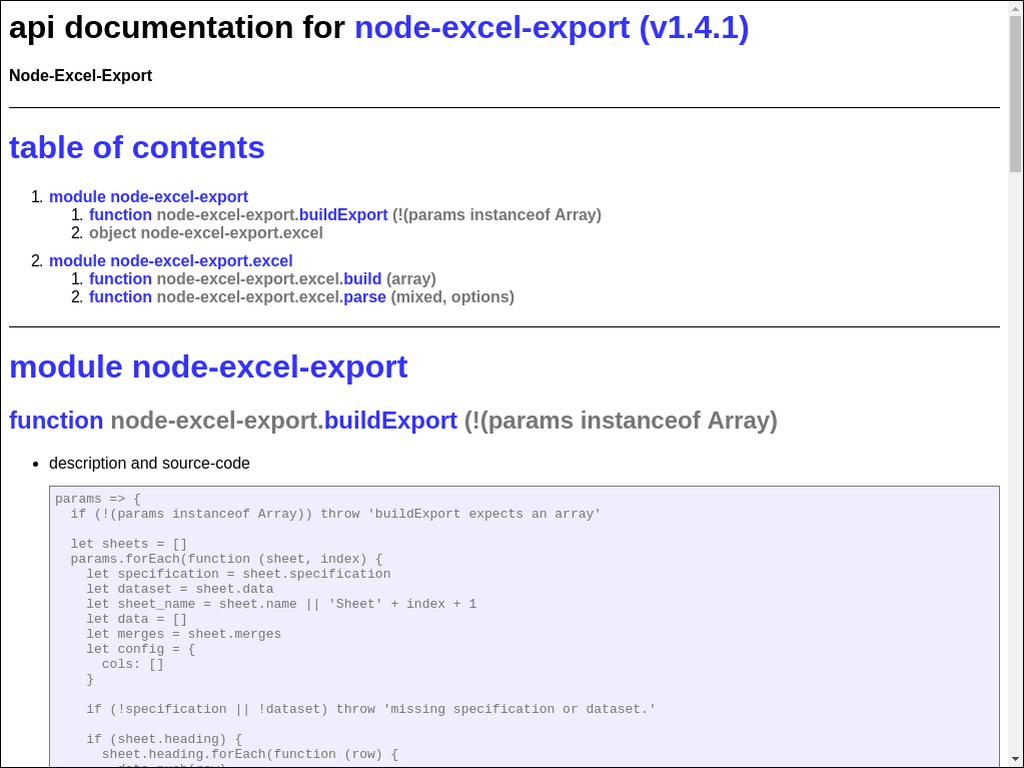 api documentation for node-excel-export (v1.4.1)
Node-Excel-Export
table of contents
1. module node-excel-export
1. function node-excel-export.buildExport (!(params instanceof Array)
2. object node-excel-export.excel
2. module node-excel-export.excel
1. function node-excel-export.excel.build (array)
2. function node-excel-export.excel.parse (mixed, options)
module node-excel-export
function node-excel-export.buildExport (!(params instanceof Array)
• description and source-code
params => {
  if (!(params instanceof Array)) throw 'buildExport expects an array'
  let sheets = []
  params.forEach(function (sheet, index) {
    let specification = sheet.specification
    let dataset = sheet.data
    let sheet_name = sheet.name || 'Sheet' + index + 1
    let data = []
    let merges = sheet.merges
    let config = {
      cols: []
    }
    if (!specification || !dataset) throw 'missing specification or dataset.'
    if (sheet.heading) {
      sheet.heading.forEach(function (row) {